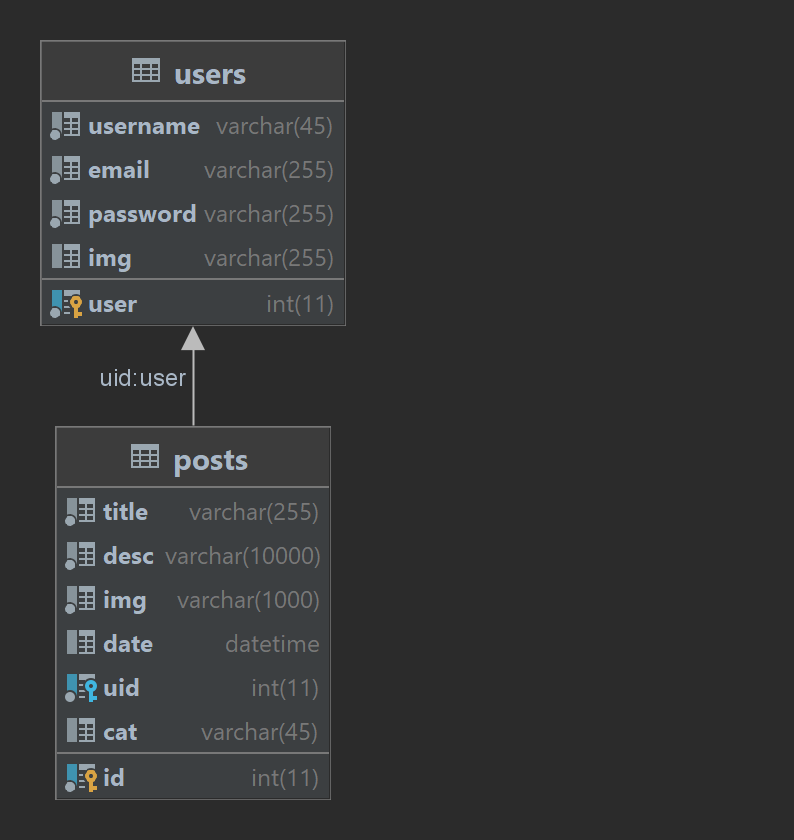 users
username varchar(45)
email varchar(255)
password varchar(255)
img varchar(255)
user int(11)
uid:user
posts
title varchar(255)
desc varchar(10000)
img varchar(1000)
date datetime
uid int(11)
cat varchar(45)
id int(11)